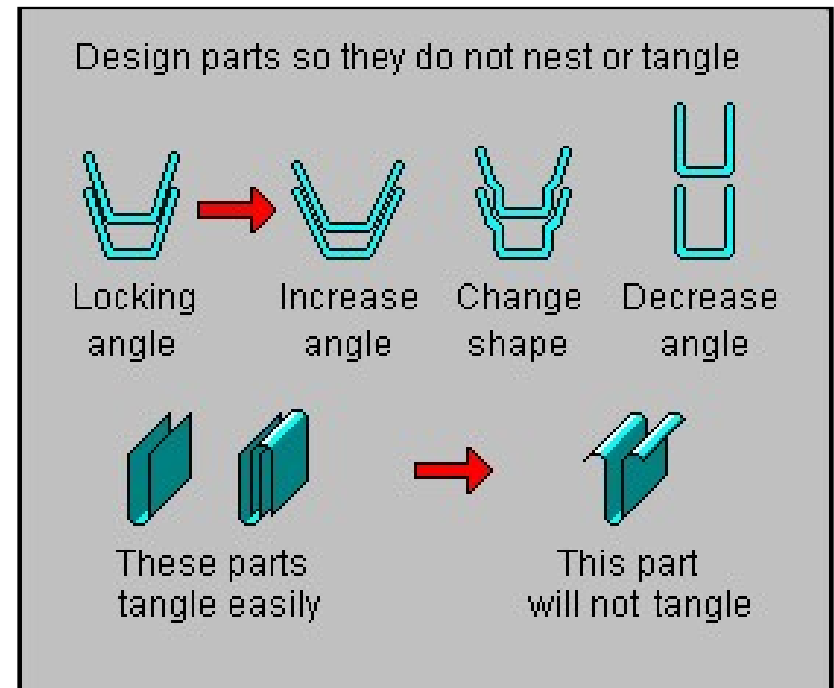 Design parts so they do not nest or tangle
Locking
angle
Increase
angle
Change
shape
Decrease
angle
These parts
tangle easily
This part
will not tangle